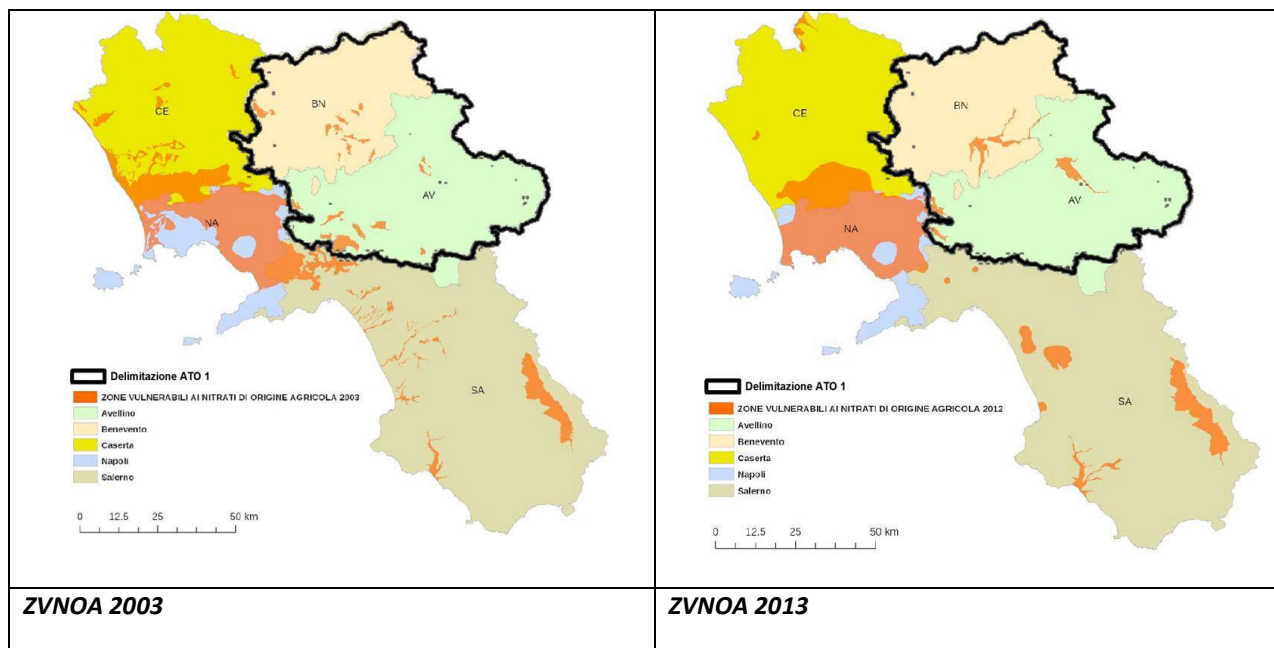 CE
BN
AV
NA
SA
Delimitazione ATO 1
ZONE VULNERABILI AI NITRATI DI ORIGINE AGRICOLA 2003
Avellino
Benevento
Caserta
Napoli
Salerno
0 12.5 25 50 km
ZVNOA 2003
CE
BN
AV
NA
SA
Delimitazione ATO 1
ZONE VULNERABILI AI NITRATI DI ORIGINE AGRICOLA 2012
Avellino
Benevento
Caserta
Napoli
Salerno
0 12.5 25 50 km
ZVNOA 2013